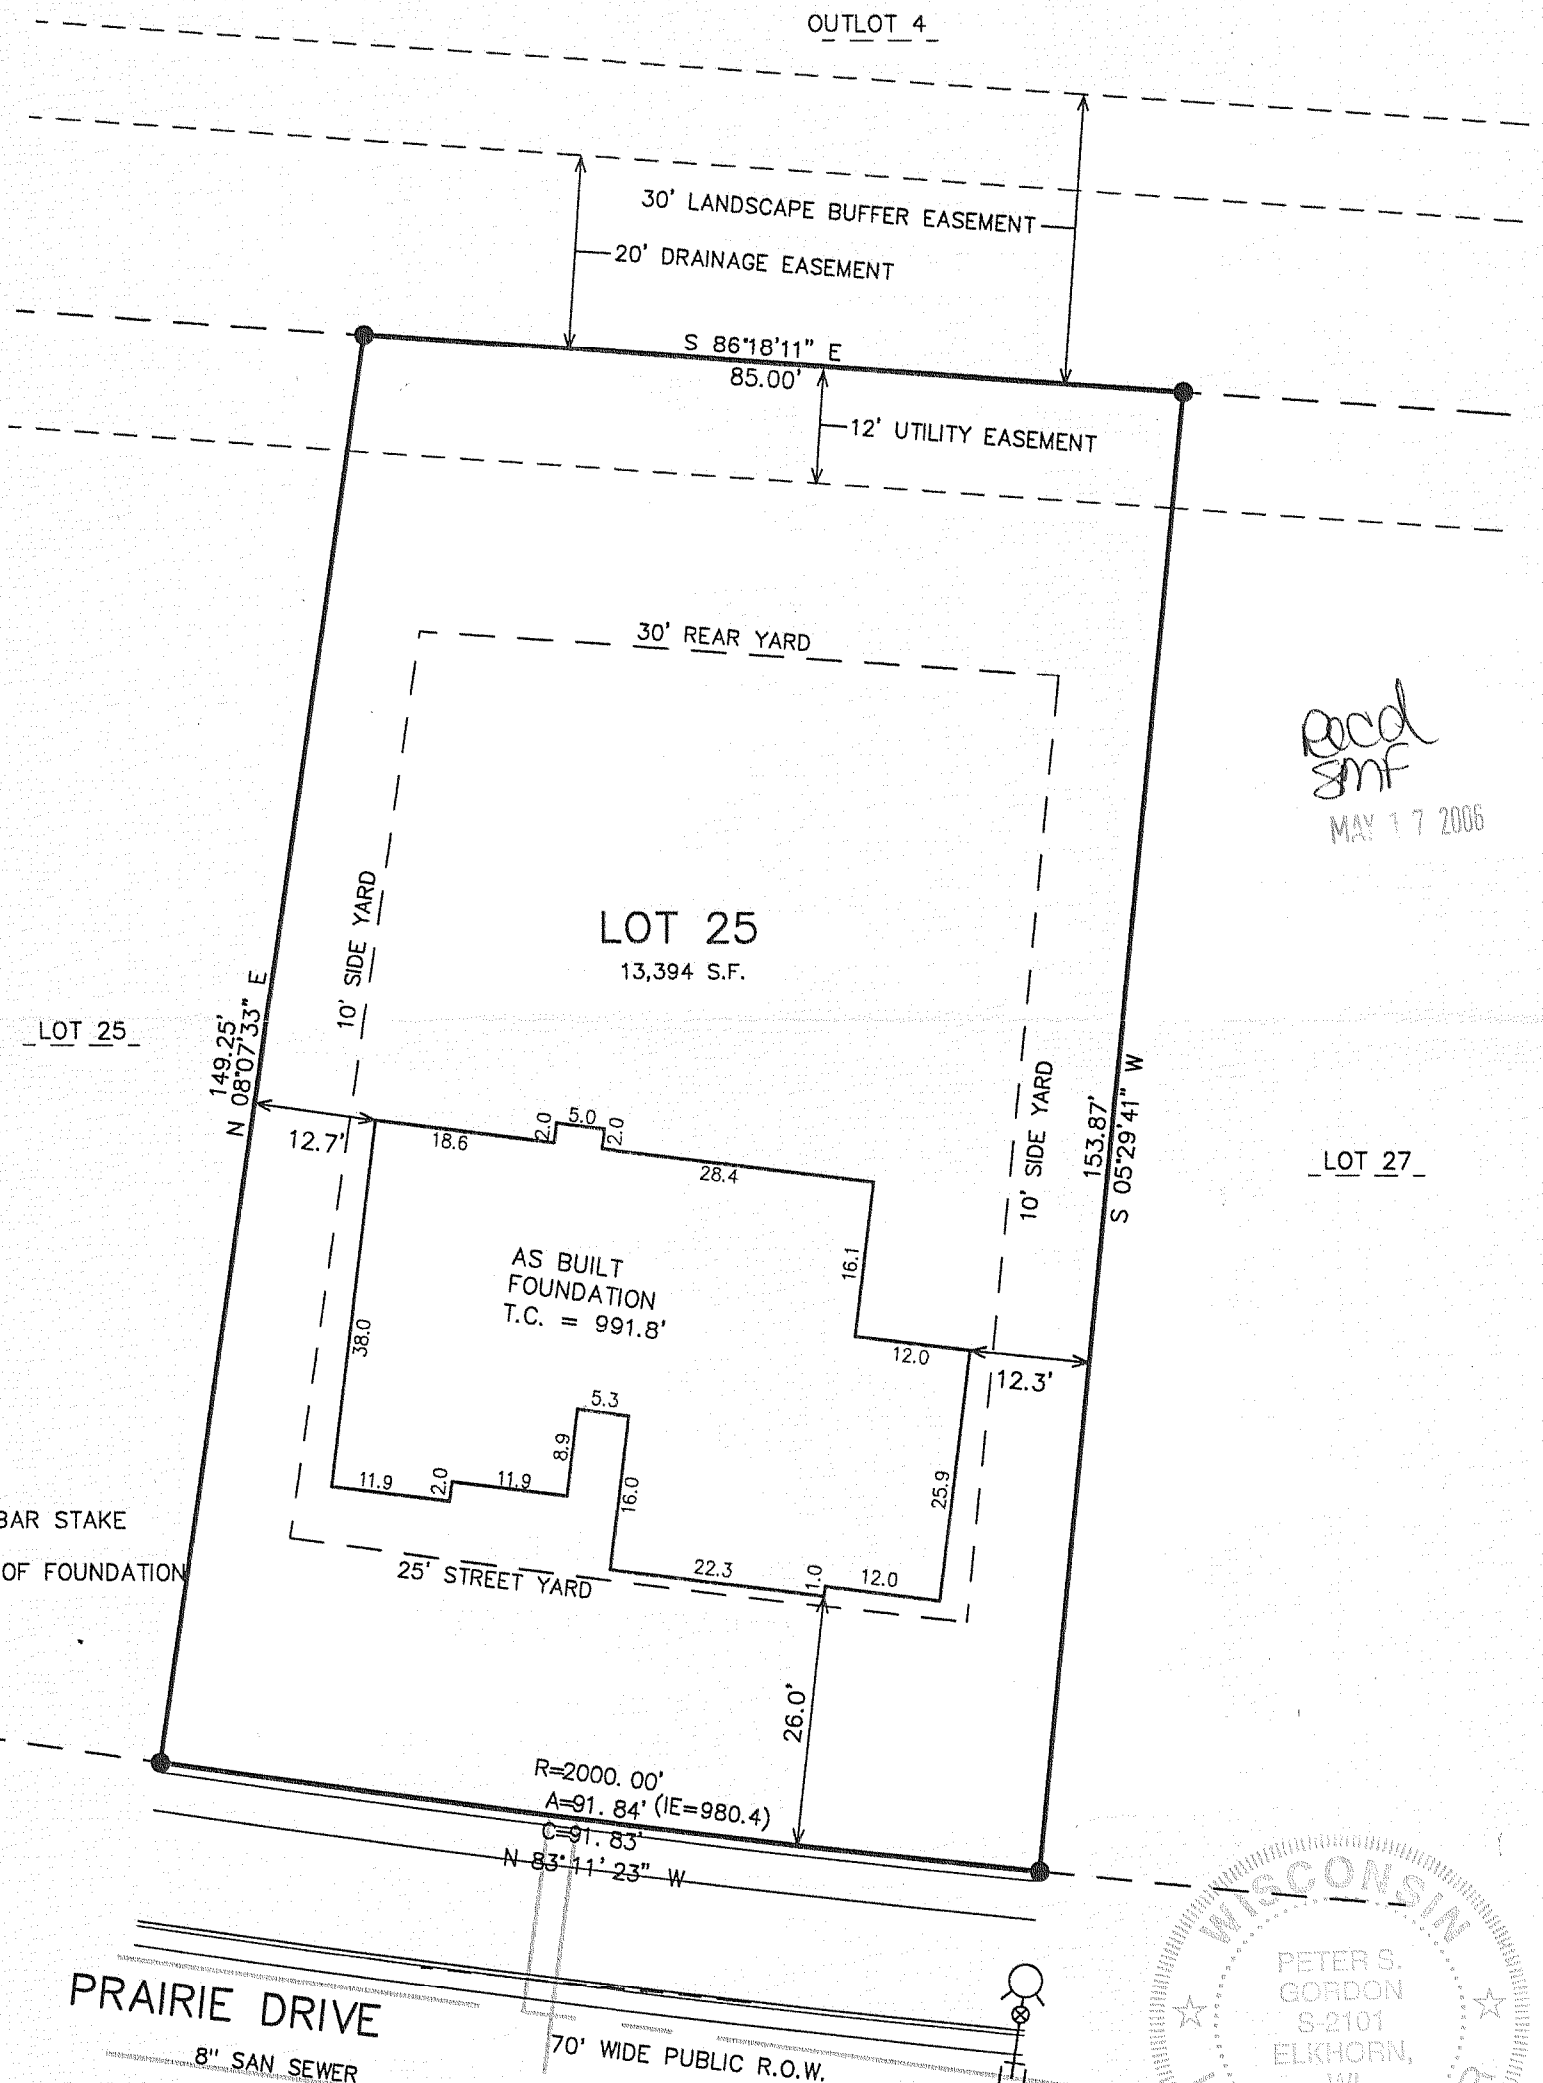 OUTLOT 4
30' LANDSCAPE BUFFER EASEMENT
20' DRAINAGE EASEMENT
S 86°18'11" E
85.00'
12' UTILITY EASEMENT
30' REAR YARD
Recd
SMF
MAY 17 2006
10' SIDE YARD
LOT 25
13,394 S.F.
LOT 25
149.25'
N 08°07'33" E
10' SIDE YARD
153.87'
S 05°29'41" W
LOT 27
12.7'
18.6
2.0
5.0
2.0
28.4
16.1
AS BUILT
FOUNDATION
T.C. = 991.8'
38.0
12.0
12.3'
5.3
8.9
11.9
2.0
11.9
16.0
25.9
BAR STAKE
OF FOUNDATION
25' STREET YARD
22.3
1.0
12.0
26.0'
R=2000.00'
A=91.84' (IE=980.4)
C=91.83'
N 83°11'23" W
PRAIRIE DRIVE
8" SAN SEWER
70' WIDE PUBLIC R.O.W.
WISCONSIN
PETER S.
GORDON
S-2101
ELKHORN,
WI